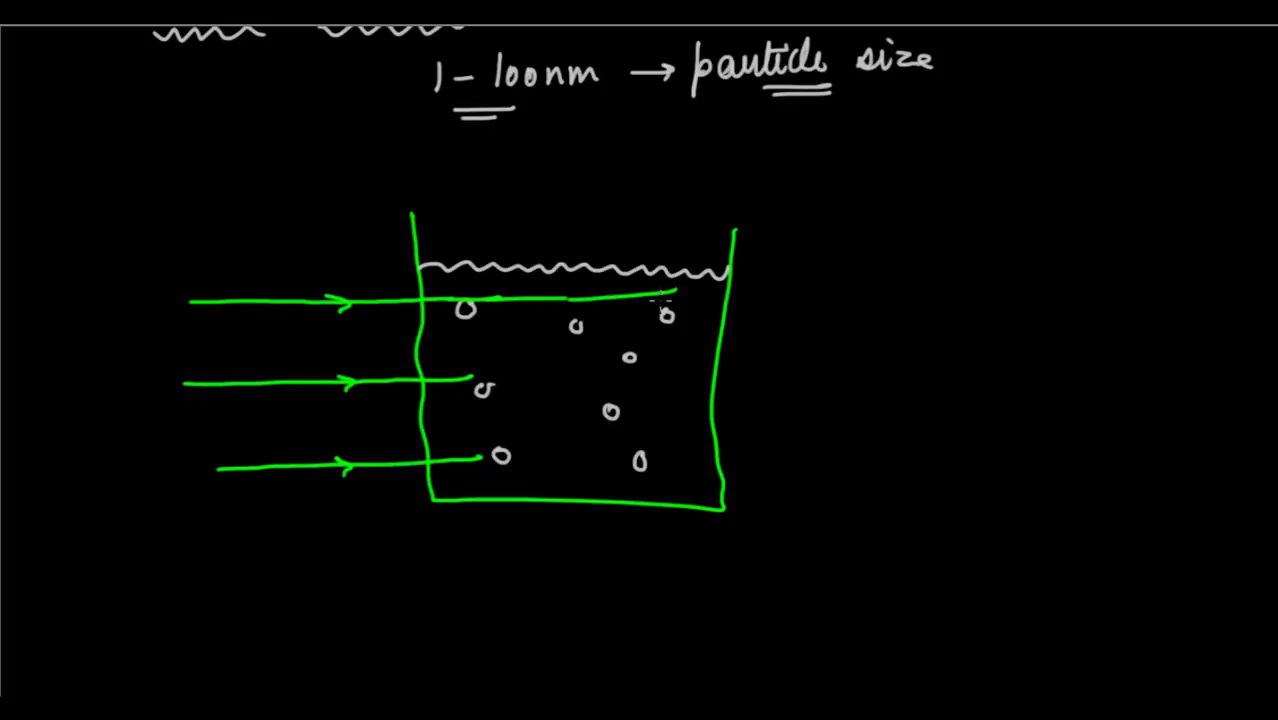 1 - 100nm → particle size